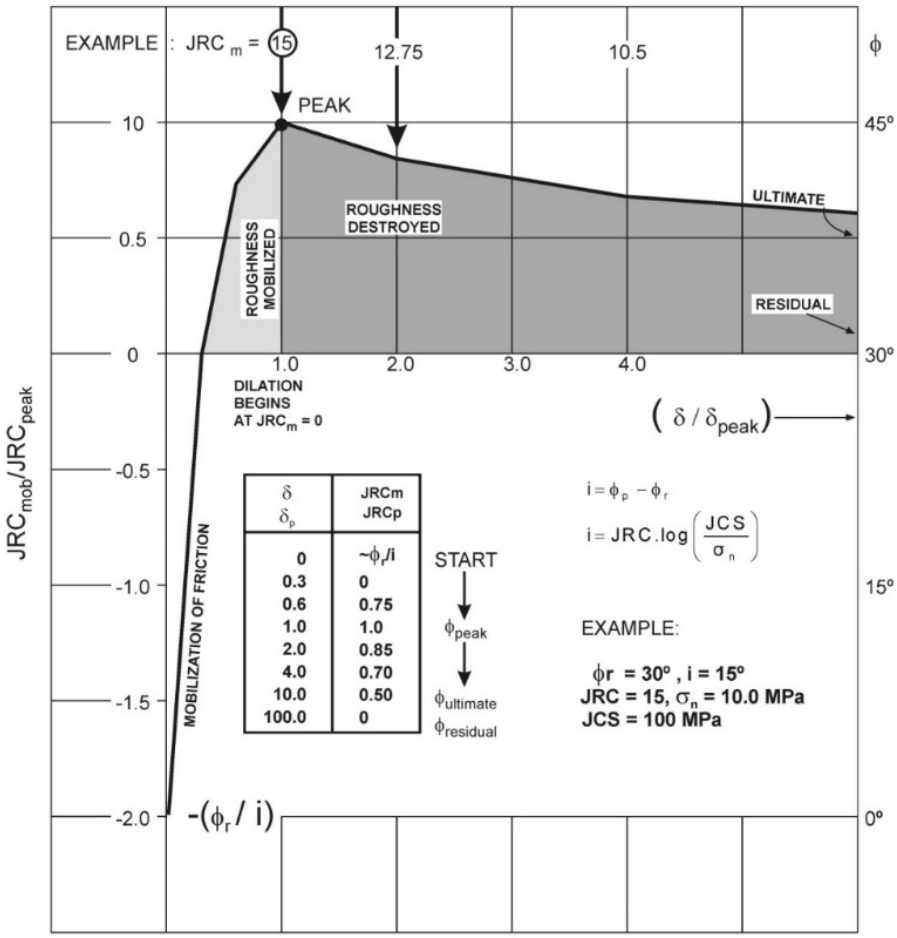 EXAMPLE : JRC m = 15
12.75
10.5
ϕ
PEAK
10
45º
ULTIMATE
ROUGHNESS
DESTROYED
ROUGHNESS
MOBILIZED
0.5
RESIDUAL
0
30º
1.0
2.0
3.0
4.0
DILATION
BEGINS
AT JRCm = 0
(δ / δpeak)
JRCmob/JRCpeak
-0.5
-1.0
-1.5
-2.0
MOBILIZATION OF FRICTION
δ JRCm
δp JRCp
0 ~ϕr/i
0.3 0
0.6 0.75
1.0 1.0
2.0 0.85
4.0 0.70
10.0 0.50
100.0 0
START
ϕpeak
ϕultimate
ϕresidual
i = ϕp − ϕr
i = JRC.log(JCS/σn)
15º
EXAMPLE:
ϕr = 30º , i = 15º
JRC = 15, σn = 10.0 MPa
JCS = 100 MPa
-(ϕr / i)
0º